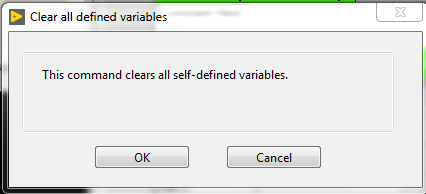 Clear all defined variables
This command clears all self-defined variables.
OK
Cancel